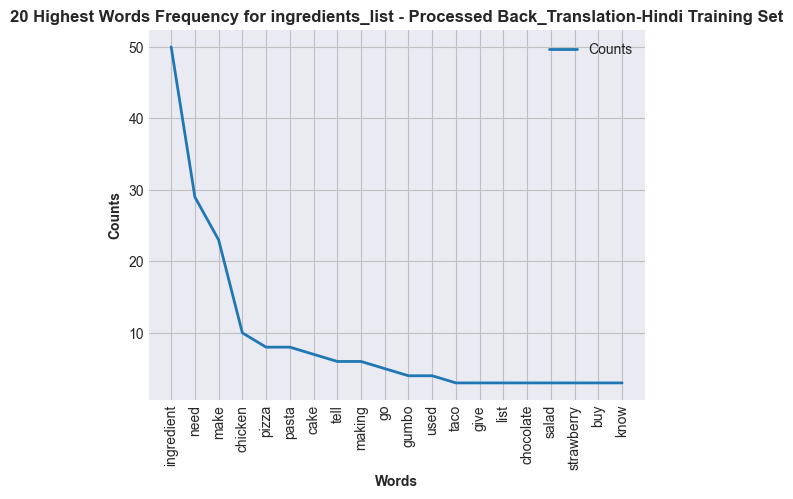 20 Highest Words Frequency for ingredients_list - Processed Back_Translation-Hindi Training Set
Counts
50
40
30
20
10
Counts
ingredient
need
make
chicken
pizza
pasta
cake
tell
making
go
gumbo
used
taco
give
list
chocolate
salad
strawberry
buy
know
Words